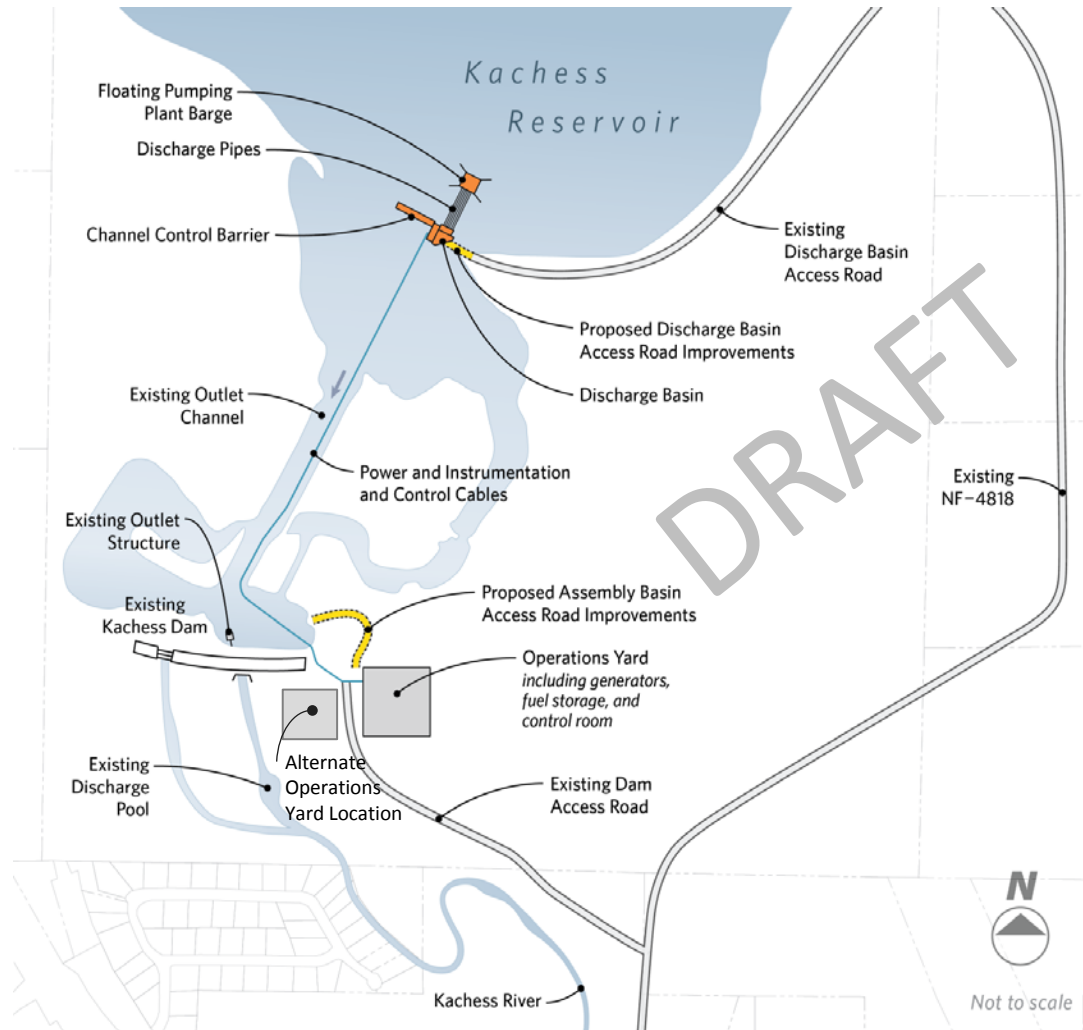 Kachess
Reservoir
Floating Pumping
Plant Barge
Discharge Pipes
Channel Control Barrier
Existing
Discharge Basin
Access Road
Proposed Discharge Basin
Access Road Improvements
Discharge Basin
DRAFT
Existing Outlet
Channel
Power and Instrumentation
and Control Cables
Existing
NF-4818
Existing Outlet
Structure
Existing
Kachess Dam
Proposed Assembly Basin
Access Road Improvements
Operations Yard
including generators,
fuel storage, and
control room
Alternate
Operations
Yard Location
Existing
Discharge
Pool
Existing Dam
Access Road
N
Kachess River
Not to scale